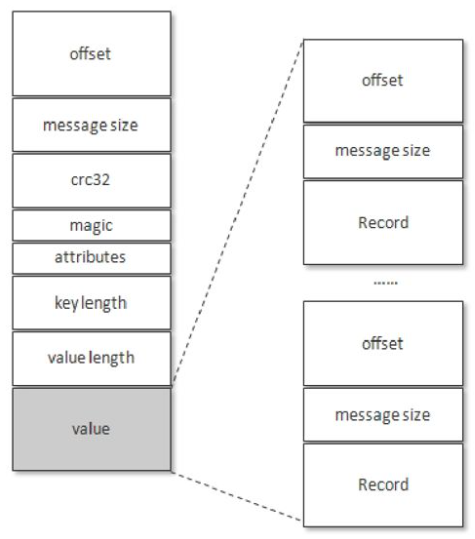 offset
message size
crc32
magic
attributes
key length
value length
value
offset
message size
Record
......
offset
message size
Record